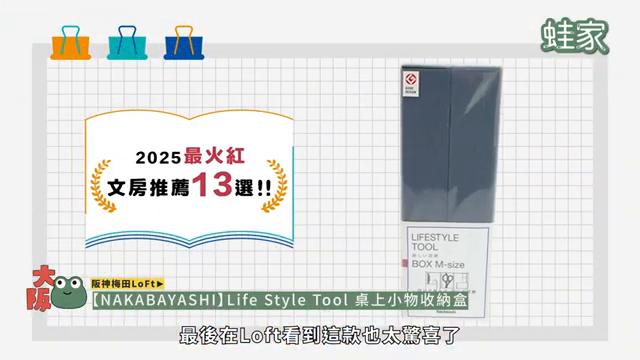 蛙家
2025最火紅
文房推薦13選!!
LIFESTYLE
TOOL
BOX M-size
大阪
阪神梅田LoFt▶
【NAKABAYASHI】Life Style Tool 桌上小物收納盒
最後在Loft看到這款也太驚喜了